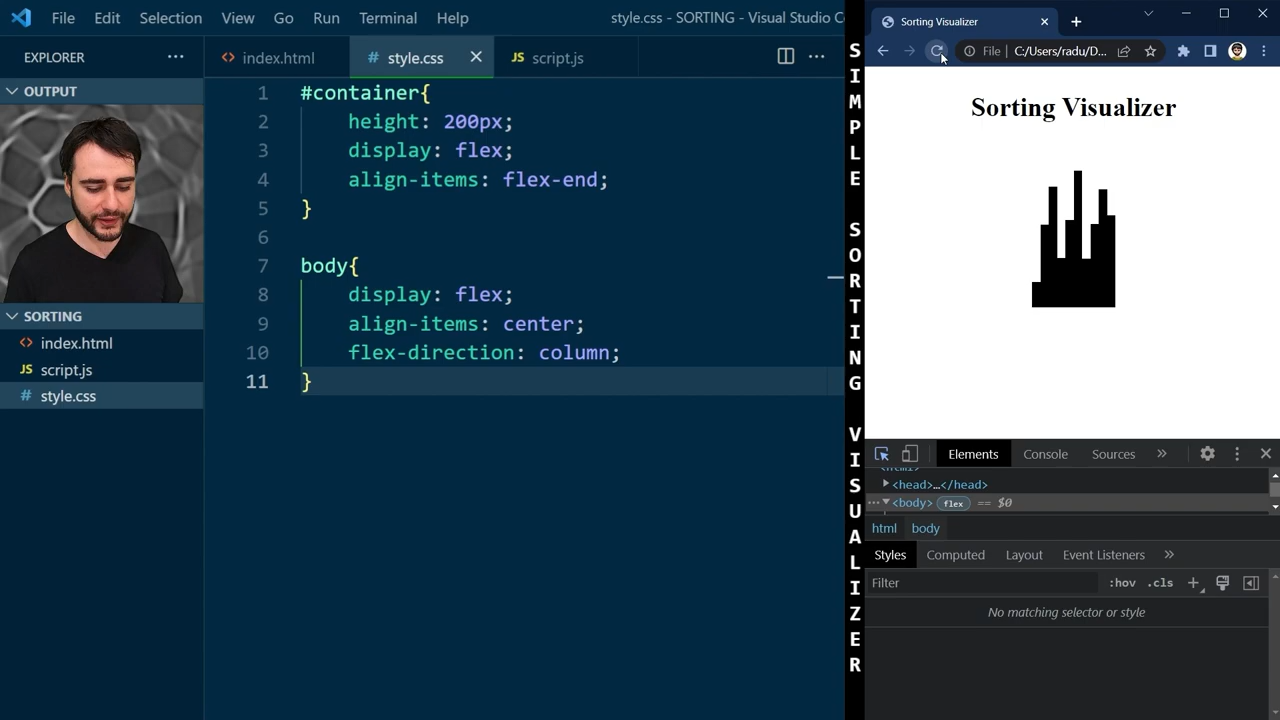 File Edit Selection View Go Run Terminal Help
style.css - SORTING - Visual Studio Co
EXPLORER
index.html
style.css
script.js
OUTPUT
SORTING
index.html
script.js
style.css
1 #container{
2 height: 200px;
3 display: flex;
4 align-items: flex-end;
5 }
6
7 body{
8 display: flex;
9 align-items: center;
10 flex-direction: column;
11 }
SIMPLE SORTING VISUALIZER
Sorting Visualizer
File C:/Users/radu/D...
Sorting Visualizer
Elements Console Sources
<html>
<head>…</head>
<body> flex == $0
html body
Styles Computed Layout Event Listeners
Filter :hov .cls
No matching selector or style